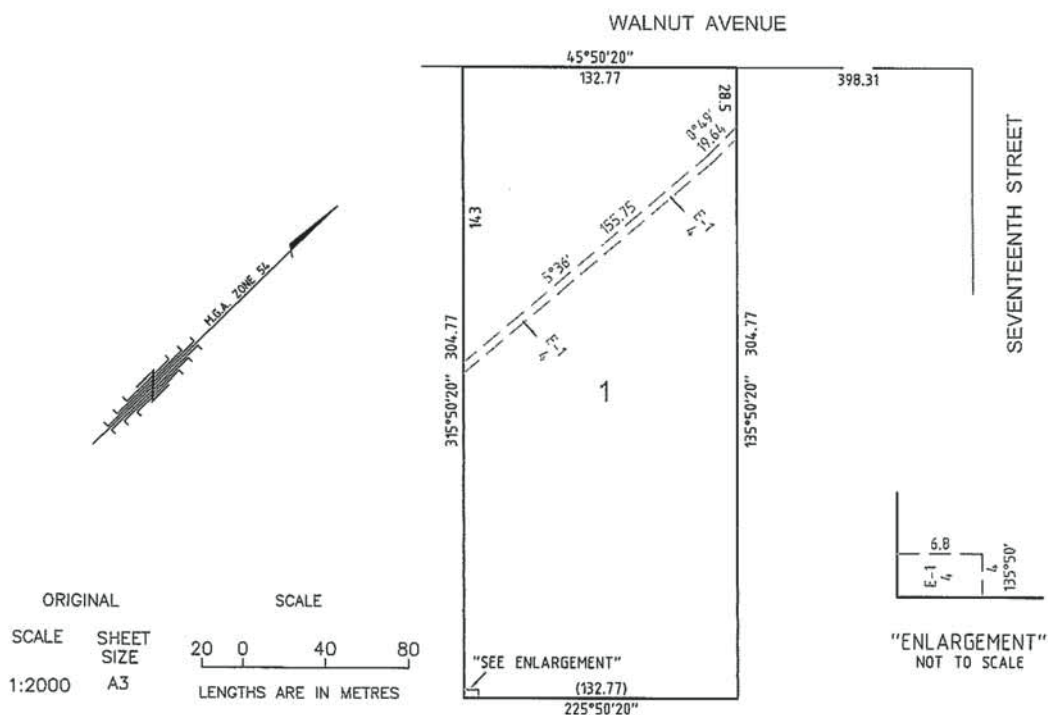 WALNUT AVENUE
45°50'20"
132.77
398.31
28.5
0°49'
19.64
SEVENTEENTH STREET
143
155.75
E-1
4
5°36'
M.G.A. ZONE 54
E-1
4
304.77
304.77
1
315°50'20"
135°50'20"
6.8
E-1
4
4
135°50'
ORIGINAL
SCALE
SCALE
SHEET SIZE
20 0 40 80
1:2000
A3
LENGTHS ARE IN METRES
"SEE ENLARGEMENT"
(132.77)
225°50'20"
"ENLARGEMENT"
NOT TO SCALE